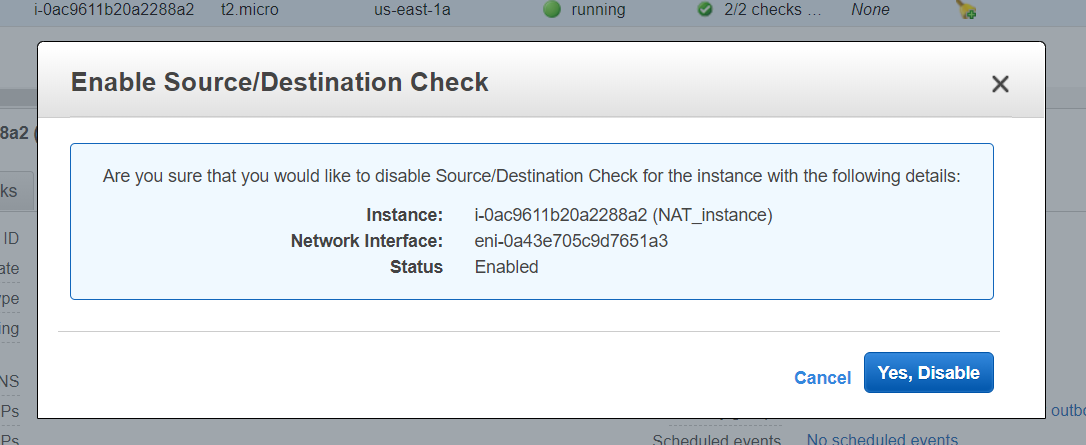 i-0ac9611b20a2288a2 t2.micro us-east-1a running 2/2 checks ... None
Enable Source/Destination Check
8a2 (
Are you sure that you would like to disable Source/Destination Check for the instance with the following details:
ks
Instance: i-0ac9611b20a2288a2 (NAT_instance)
ID
Network Interface: eni-0a43e705c9d7651a3
ate
Status Enabled
ype
ing
Cancel Yes, Disable
NS
Ps outbo
Ps Scheduled events No scheduled events